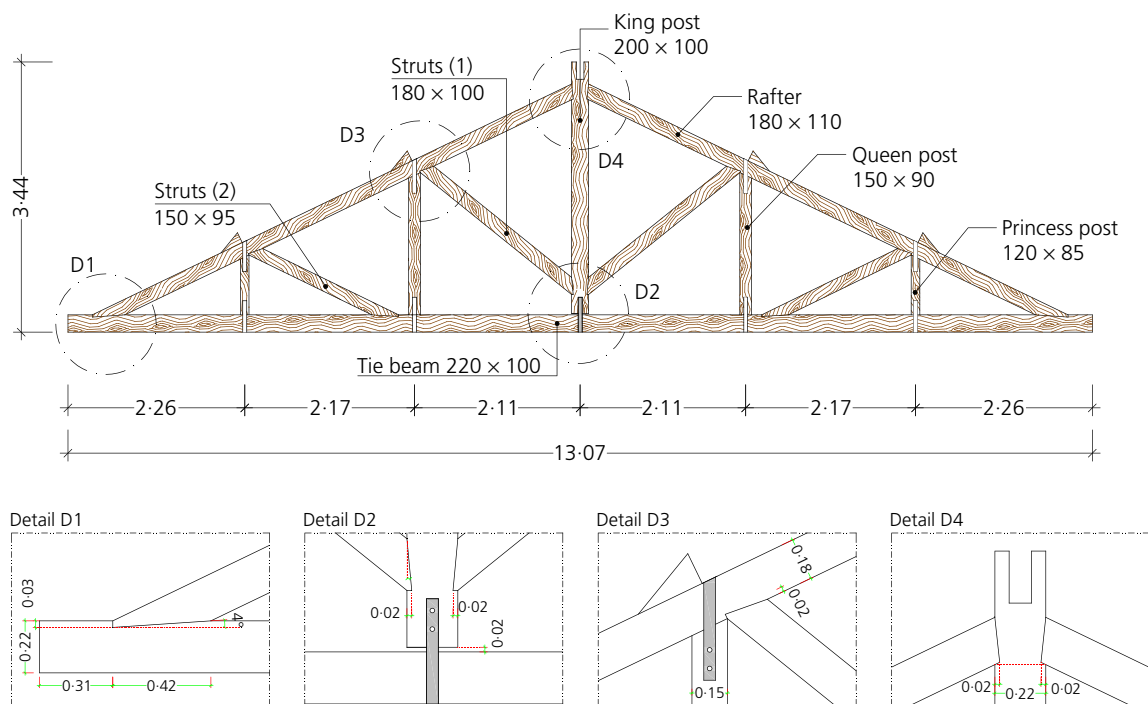 King post
200 × 100
Struts (1)
180 × 100
Rafter
180 × 110
D3
D4
Queen post
150 × 90
Struts (2)
150 × 95
3·44
Princess post
120 × 85
D1
D2
Tie beam 220 × 100
2·26
2·17
2·11
2·11
2·17
2·26
13·07
Detail D1
0·03
0·22
4°
0·31
0·42
Detail D2
0·02
0·02
0·02
Detail D3
0·18
0·02
0·15
Detail D4
0·02
0·22
0·02